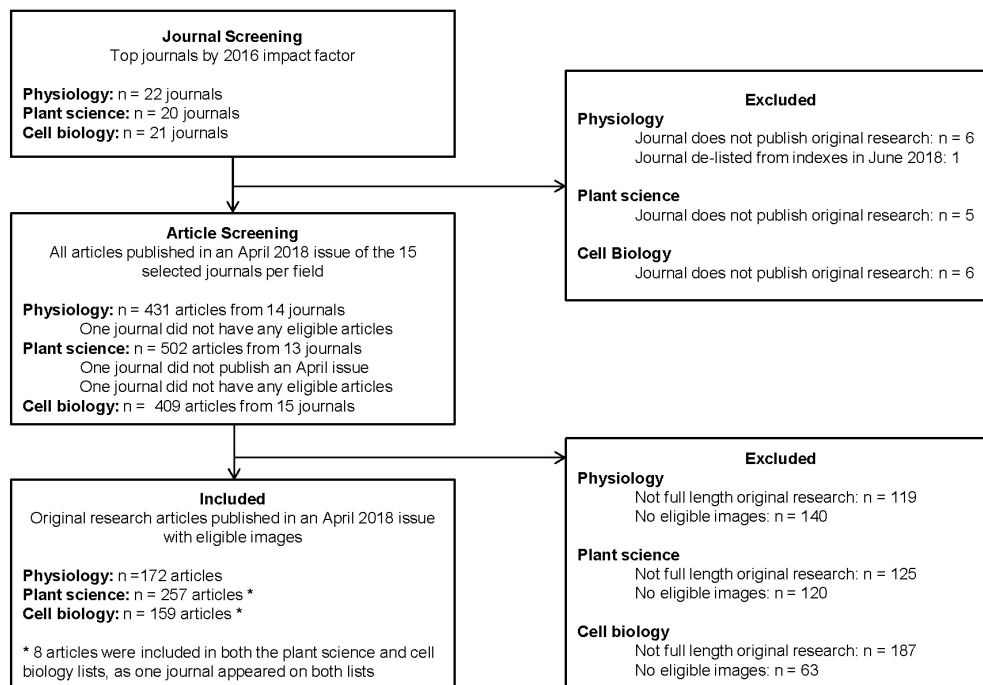 Journal Screening
Top journals by 2016 impact factor
Physiology: n = 22 journals
Plant science: n = 20 journals
Cell biology: n = 21 journals
Excluded
Physiology
Journal does not publish original research: n = 6
Journal de-listed from indexes in June 2018: 1
Plant science
Journal does not publish original research: n = 5
Cell Biology
Journal does not publish original research: n = 6
Article Screening
All articles published in an April 2018 issue of the 15
selected journals per field
Physiology: n = 431 articles from 14 journals
One journal did not have any eligible articles
Plant science: n = 502 articles from 13 journals
One journal did not publish an April issue
One journal did not have any eligible articles
Cell biology: n = 409 articles from 15 journals
Excluded
Physiology
Not full length original research: n = 119
No eligible images: n = 140
Plant science
Not full length original research: n = 125
No eligible images: n = 120
Cell biology
Not full length original research: n = 187
No eligible images: n = 63
Included
Original research articles published in an April 2018 issue
with eligible images
Physiology: n =172 articles
Plant science: n = 257 articles *
Cell biology: n = 159 articles *
* 8 articles were included in both the plant science and cell
biology lists, as one journal appeared on both lists